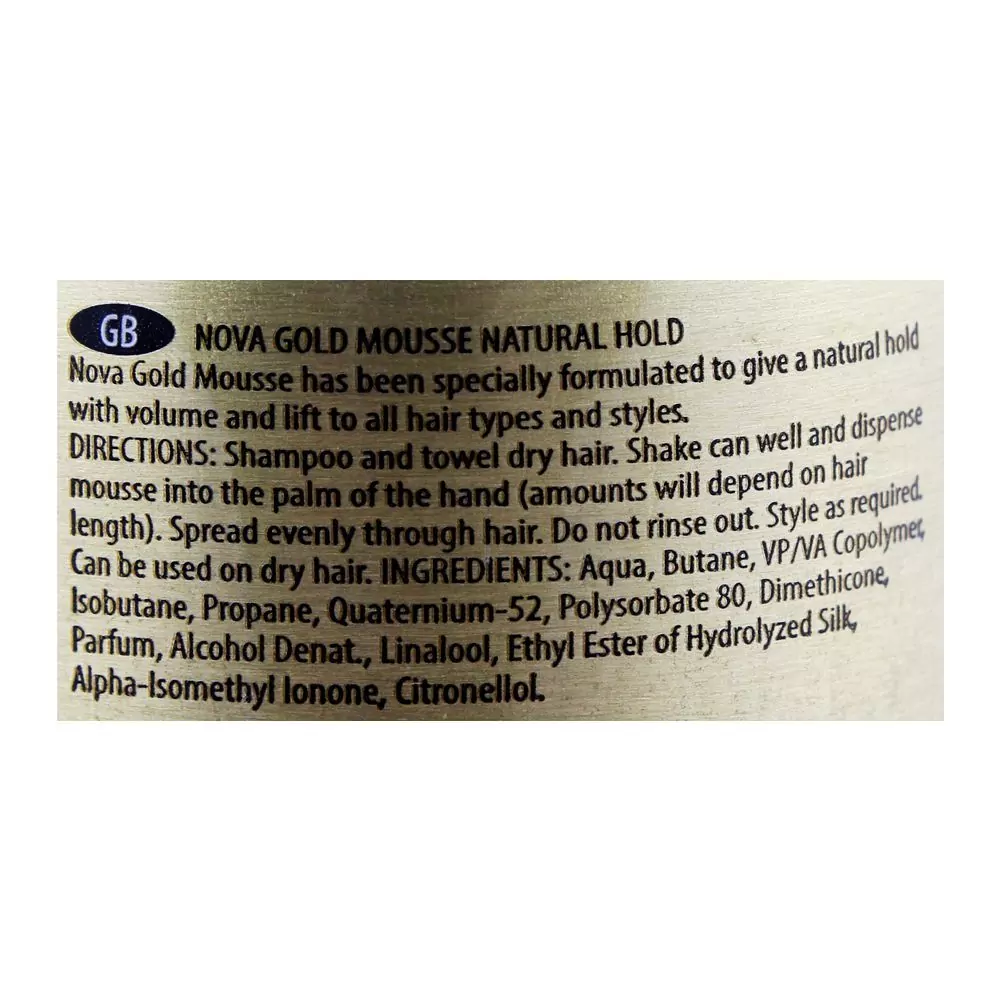 GB NOVA GOLD MOUSSE NATURAL HOLD
Nova Gold Mousse has been specially formulated to give a natural hold
with volume and lift to all hair types and styles.
DIRECTIONS: Shampoo and towel dry hair. Shake can well and dispense
mousse into the palm of the hand (amounts will depend on hair
length). Spread evenly through hair. Do not rinse out. Style as required.
Can be used on dry hair. INGREDIENTS: Aqua, Butane, VP/VA Copolymer,
Isobutane, Propane, Quaternium-52, Polysorbate 80, Dimethicone,
Parfum, Alcohol Denat., Linalool, Ethyl Ester of Hydrolyzed Silk,
Alpha-Isomethyl Ionone, Citronellol.